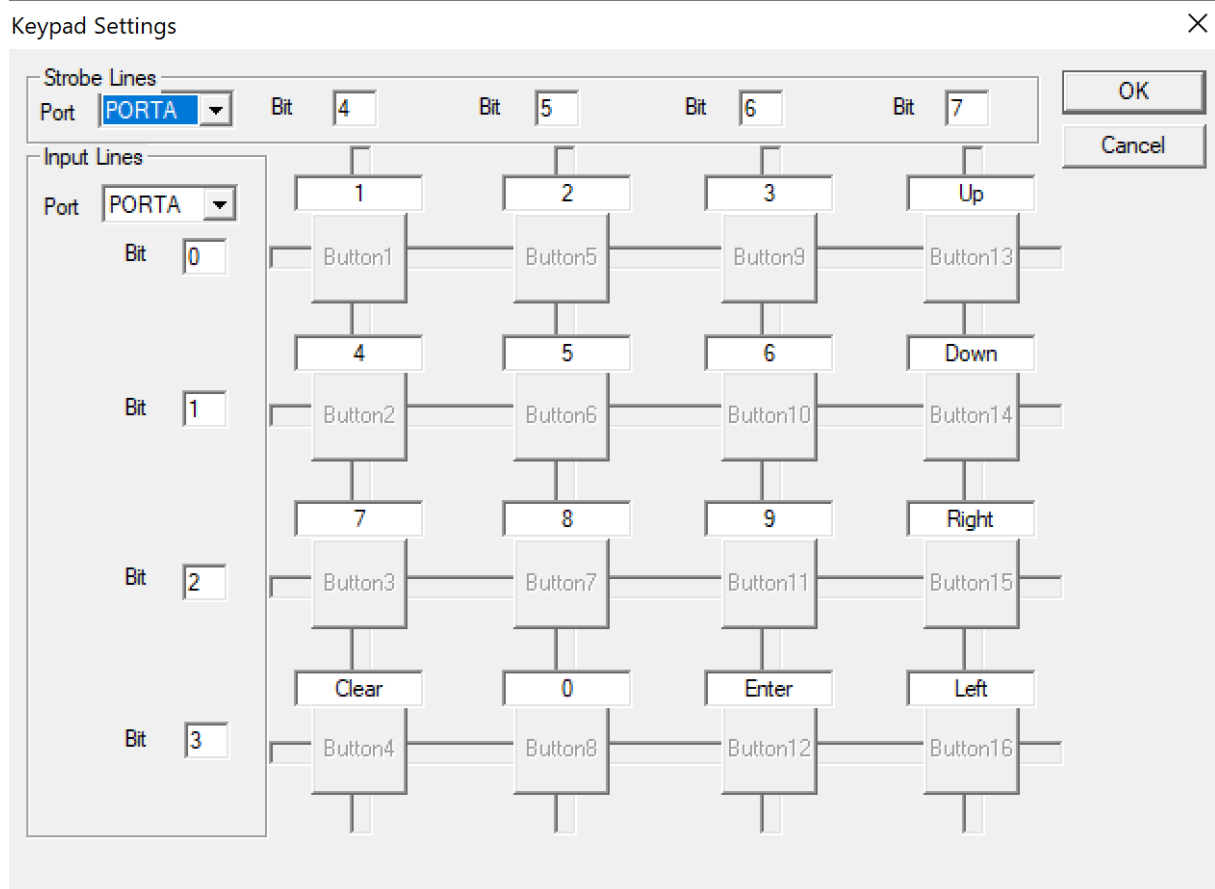 Keypad Settings
Strobe Lines
Port PORTA Bit 4 Bit 5 Bit 6 Bit 7
OK
Cancel
Input Lines
Port PORTA
1 2 3 Up
Bit 0 Button1 Button5 Button9 Button13
4 5 6 Down
Bit 1 Button2 Button6 Button10 Button14
7 8 9 Right
Bit 2 Button3 Button7 Button11 Button15
Clear 0 Enter Left
Bit 3 Button4 Button8 Button12 Button16